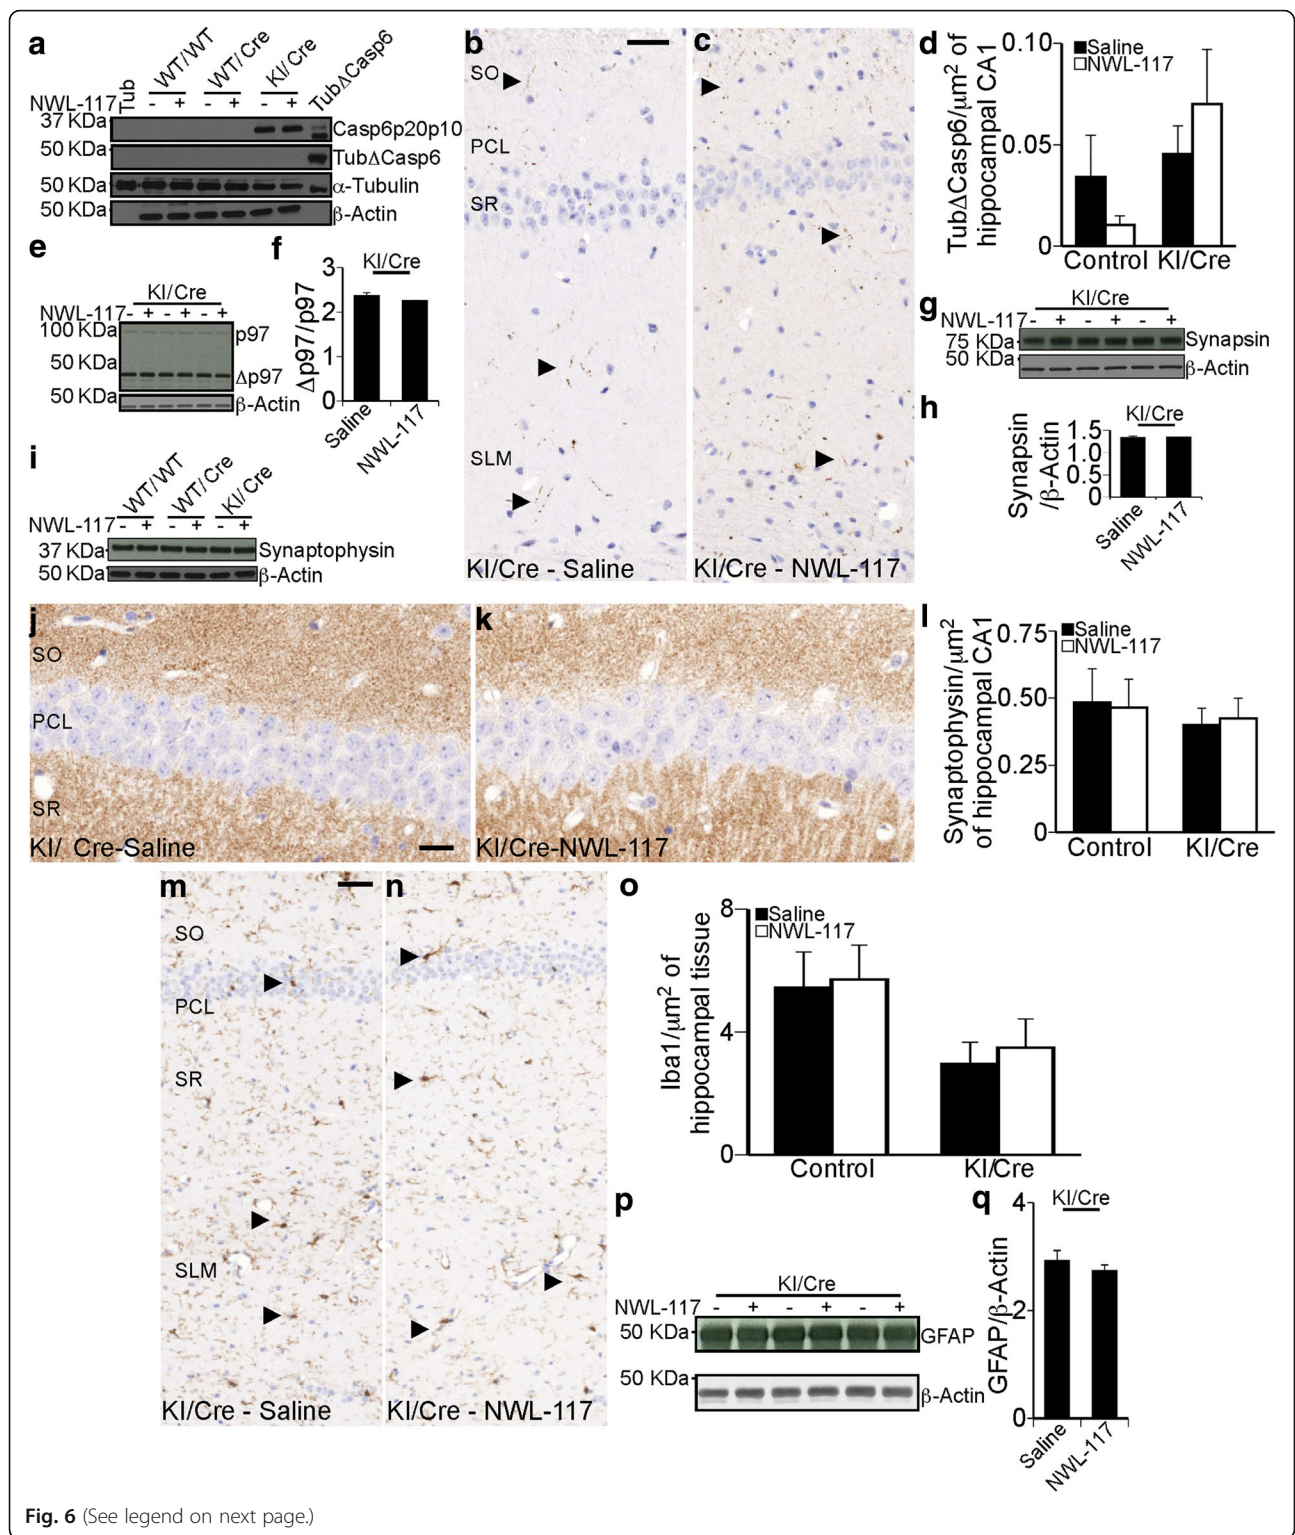 a
Tub
WT/WT
WT/Cre
KI/Cre
TubΔCasp6
NWL-117
- + - + - +
37 KDa
Casp6p20p10
50 KDa
TubΔCasp6
50 KDa
α-Tubulin
50 KDa
β-Actin
b
SO
PCL
SR
SLM
KI/Cre - Saline
c
KI/Cre - NWL-117
d
TubΔCasp6/µm² of
hippocampal CA1
0.10
0.05
0
Saline
NWL-117
Control KI/Cre
e
KI/Cre
NWL-117
- + - + - +
100 KDa
p97
50 KDa
Δp97
50 KDa
β-Actin
f
KI/Cre
Δp97/p97
3
2
1
0
Saline
NWL-117
g
KI/Cre
NWL-117
- + - + - +
75 KDa
Synapsin
50 KDa
β-Actin
h
KI/Cre
Synapsin
/β-Actin
1.5
1.0
0.5
0
Saline
NWL-117
i
WT/WT
WT/Cre
KI/Cre
NWL-117
- + - + - +
37 KDa
Synaptophysin
50 KDa
β-Actin
j
SO
PCL
SR
KI/ Cre-Saline
k
KI/Cre-NWL-117
l
Synaptophysin/µm²
of hippocampal CA1
0.75
0.50
0.25
0
Saline
NWL-117
Control KI/Cre
m
SO
PCL
SR
SLM
KI/Cre - Saline
n
KI/Cre - NWL-117
o
Iba1/µm² of
hippocampal tissue
8
4
0
Saline
NWL-117
Control KI/Cre
p
KI/Cre
NWL-117
- + - + - +
50 KDa
GFAP
50 KDa
β-Actin
q
KI/Cre
GFAP/β-Actin
4
2
0
Saline
NWL-117
Fig. 6 (See legend on next page.)